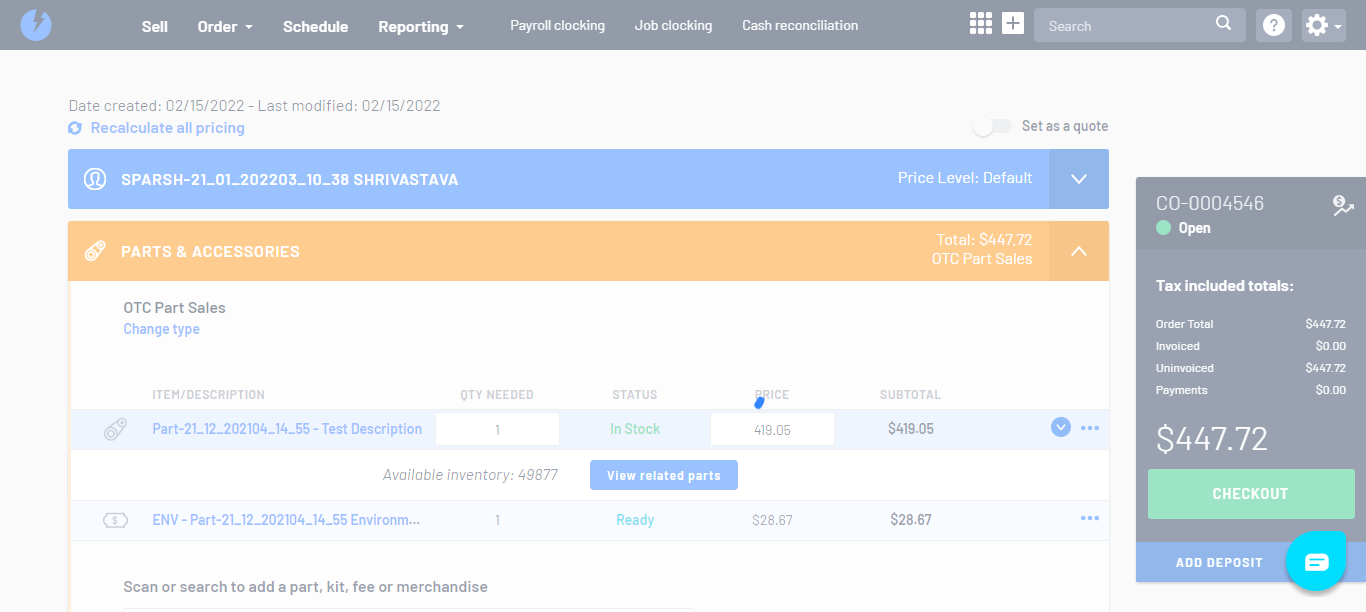 Sell Order Schedule Reporting Payroll clocking Job clocking Cash reconciliation Search
Date created: 02/15/2022 - Last modified: 02/15/2022
Recalculate all pricing
Set as a quote
SPARSH-21_01_202203_10_38 SHRIVASTAVA
Price Level: Default
PARTS & ACCESSORIES
Total: $447.72
OTC Part Sales
OTC Part Sales
Change type
ITEM/DESCRIPTION QTY NEEDED STATUS PRICE SUBTOTAL
Part-21_12_202104_14_55 - Test Description 1 In Stock 419.05 $419.05
Available inventory: 49877 View related parts
ENV - Part-21_12_202104_14_55 Environm... 1 Ready $28.67 $28.67
Scan or search to add a part, kit, fee or merchandise
CO-0004546
Open
Tax included totals:
Order Total $447.72
Invoiced $0.00
Uninvoiced $447.72
Payments $0.00
$447.72
CHECKOUT
ADD DEPOSIT